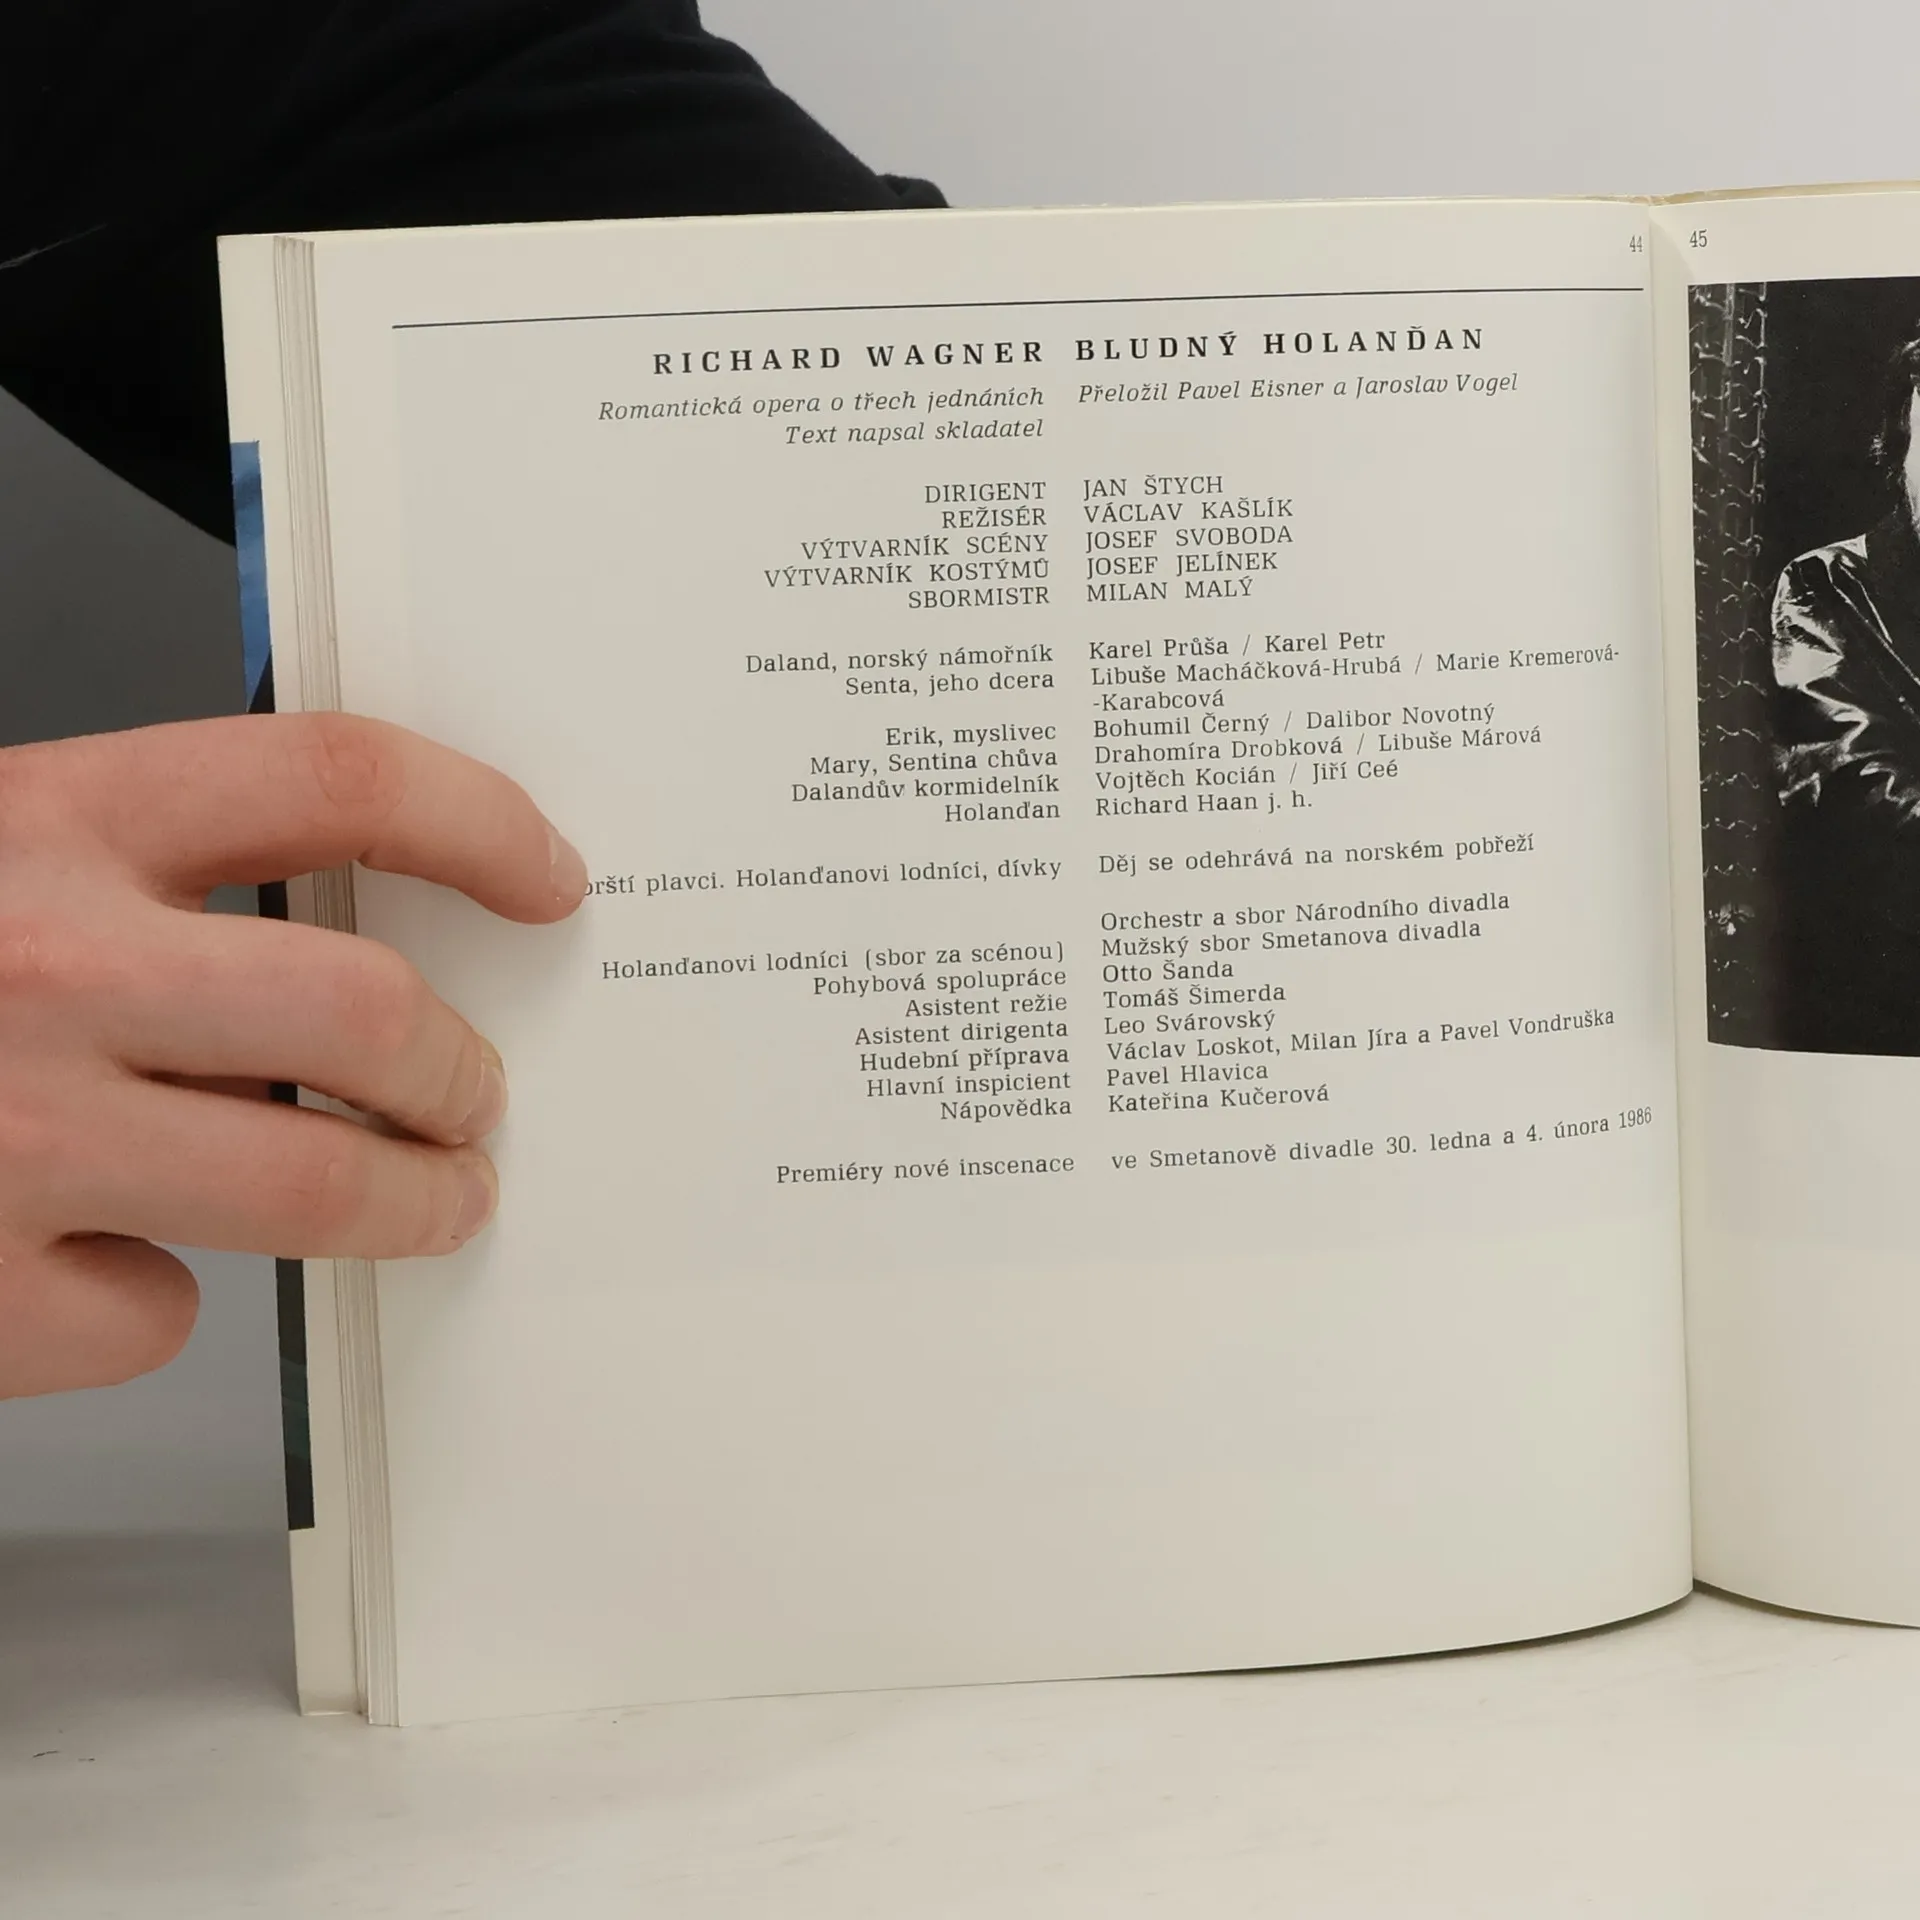 44
45
RICHARD WAGNER BLUDNÝ HOLANĎAN
Romantická opera o třech jednáních Přeložil Pavel Eisner a Jaroslav Vogel
Text napsal skladatel
DIRIGENT JAN ŠTYCH
REŽISÉR VÁCLAV KAŠLÍK
VÝTVARNÍK SCÉNY JOSEF SVOBODA
VÝTVARNÍK KOSTÝMŮ JOSEF JELÍNEK
SBORMISTR MILAN MALÝ
Daland, norský námořník Karel Průša / Karel Petr
Senta, jeho dcera Libuše Macháčková-Hrubá / Marie Kremerová-
-Karabcová
Erik, myslivec Bohumil Černý / Dalibor Novotný
Mary, Sentina chůva Drahomíra Drobková / Libuše Márová
Dalandův kormidelník Vojtěch Kocián / Jiří Ceé
Holanďan Richard Haan j. h.
plavci. Holanďanovi lodníci, dívky Děj se odehrává na norském pobřeží
Orchestr a sbor Národního divadla
Holanďanovi lodníci (sbor za scénou) Mužský sbor Smetanova divadla
Pohybová spolupráce Otto Šanda
Asistent režie Tomáš Šimerda
Asistent dirigenta Leo Svárovský
Hudební příprava Václav Loskot, Milan Jíra a Pavel Vondruška
Hlavní inspicient Pavel Hlavica
Nápovědka Kateřina Kučerová
Premiéry nové inscenace ve Smetanově divadle 30. ledna a 4. února 1986